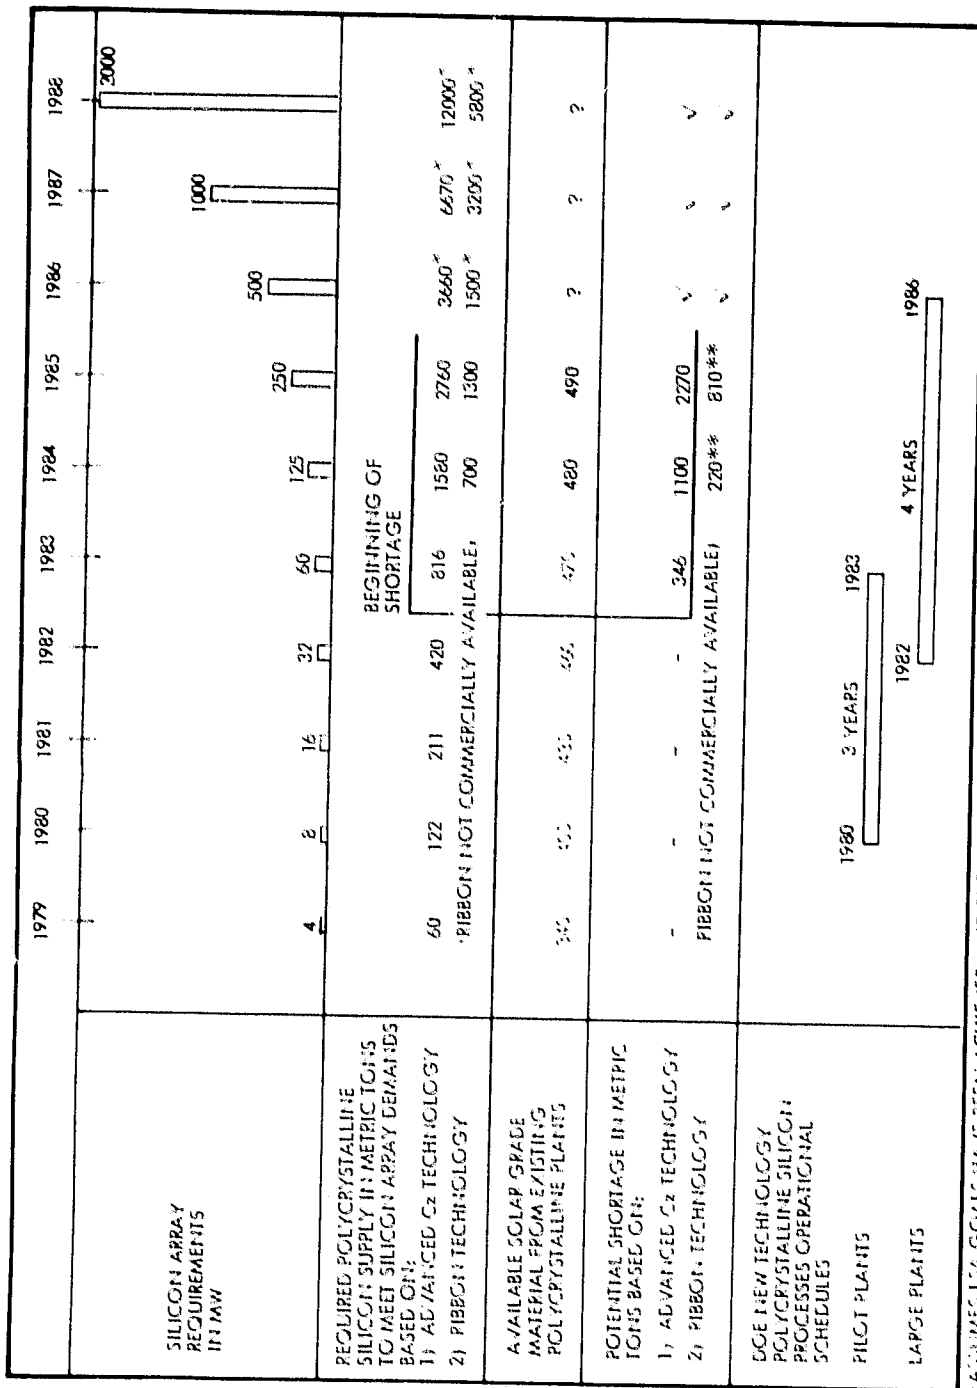 1979 1980 1981 1982 1983 1984 1985 1986 1987 1988
SILICON ARRAY
REQUIREMENTS
IN MW
4 8 16 32 60 125 250 500 1000 2000
REQUIRED POLYCRYSTALLINE
SILICON SUPPLY IN METRIC TONS
TO MEET SILICON ARRAY DEMANDS
BASED ON:
BEGINNING OF
SHORTAGE
1) ADVANCED Cz TECHNOLOGY 60 122 211 420 816 1580 2760 3660* 6670* 12000*
2) RIBBON TECHNOLOGY (RIBBON NOT COMMERCIALLY AVAILABLE) 700 1300 1500* 3200* 5800*
AVAILABLE SOLAR GRADE
MATERIAL FROM EXISTING
POLYCRYSTALLINE PLANTS
480 490 ? ? ?
POTENTIAL SHORTAGE IN METRIC
TONS BASED ON:
1) ADVANCED Cz TECHNOLOGY - - - - 346 1100 2270 ✓ ✓ ✓
2) RIBBON TECHNOLOGY RIBBON NOT COMMERCIALLY AVAILABLE) 220** 810** ✓ ✓ ✓
DOE NEW TECHNOLOGY
POLYCRYSTALLINE SILICON
PROCESSES OPERATIONAL
SCHEDULES
PILOT PLANTS 1980 3 YEARS 1983
LARGE PLANTS 1982 4 YEARS 1986